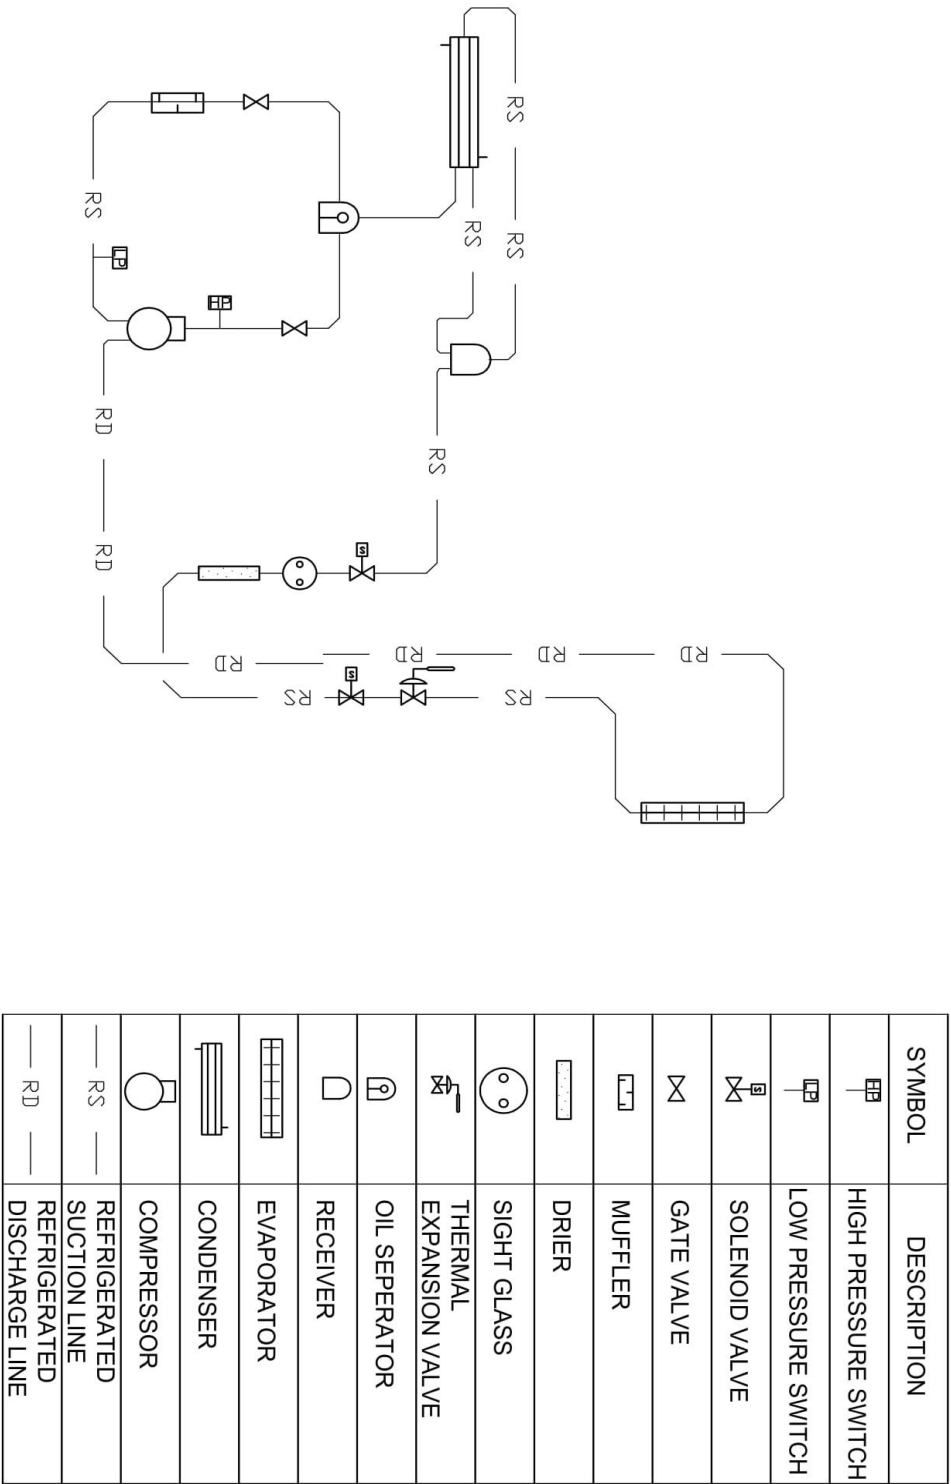 RS
RS
RS
RS
LP
HP
RD
RS
RD
S
RD
RD
RD
RD
S
RS
RS
SYMBOL DESCRIPTION
HP HIGH PRESSURE SWITCH
LP LOW PRESSURE SWITCH
S SOLENOID VALVE
GATE VALVE
MUFFLER
DRIER
SIGHT GLASS
THERMAL
EXPANSION VALVE
OIL SEPERATOR
RECEIVER
EVAPORATOR
CONDENSER
COMPRESSOR
RS REFRIGERATED
SUCTION LINE
RD REFRIGERATED
DISCHARGE LINE